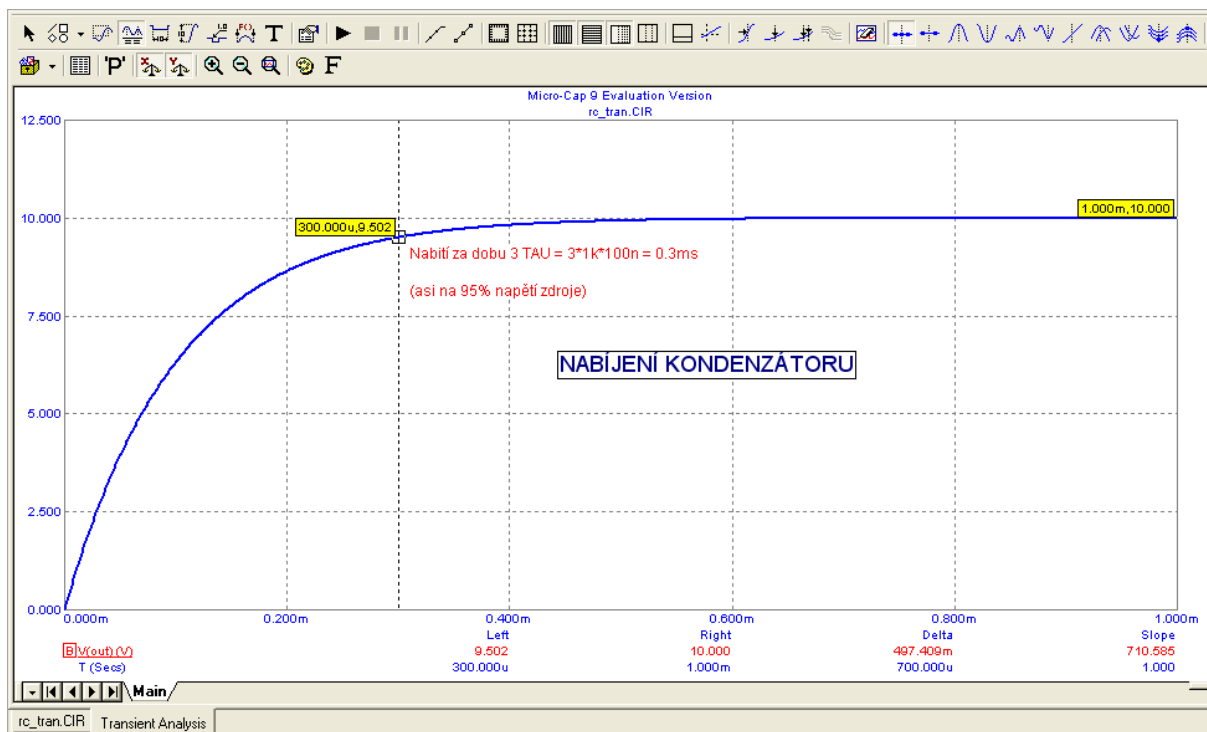 T
'P'
F
Micro-Cap 9 Evaluation Version
rc_tran.CIR
12.500
10.000
7.500
5.000
2.500
0.000
300.000u,9.502
1.000m,10.000
Nabití za dobu 3 TAU = 3*1k*100n = 0.3ms
(asi na 95% napětí zdroje)
NABÍJENÍ KONDENZÁTORU
0.000m 0.200m 0.400m 0.600m 0.800m 1.000m
Left Right Delta Slope
B V(out) (V) 9.502 10.000 497.409m 710.585
T (Secs) 300.000u 1.000m 700.000u 1.000
Main
rc_tran.CIR Transient Analysis